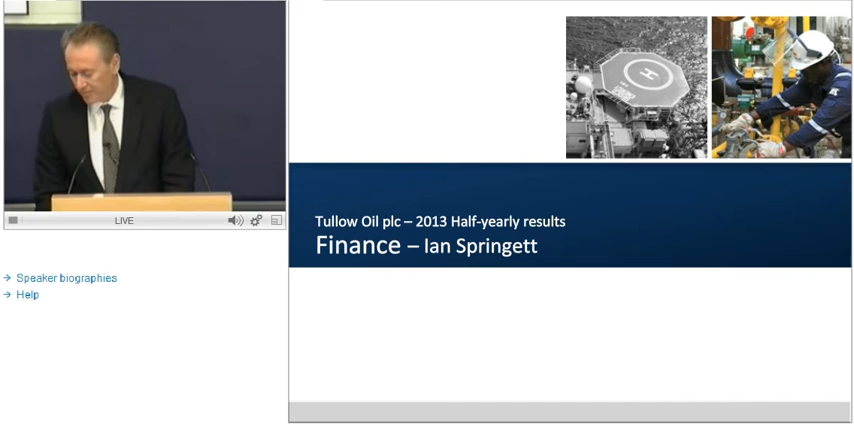 LIVE
Tullow Oil plc – 2013 Half-yearly results
Finance – Ian Springett
→ Speaker biographies
→ Help